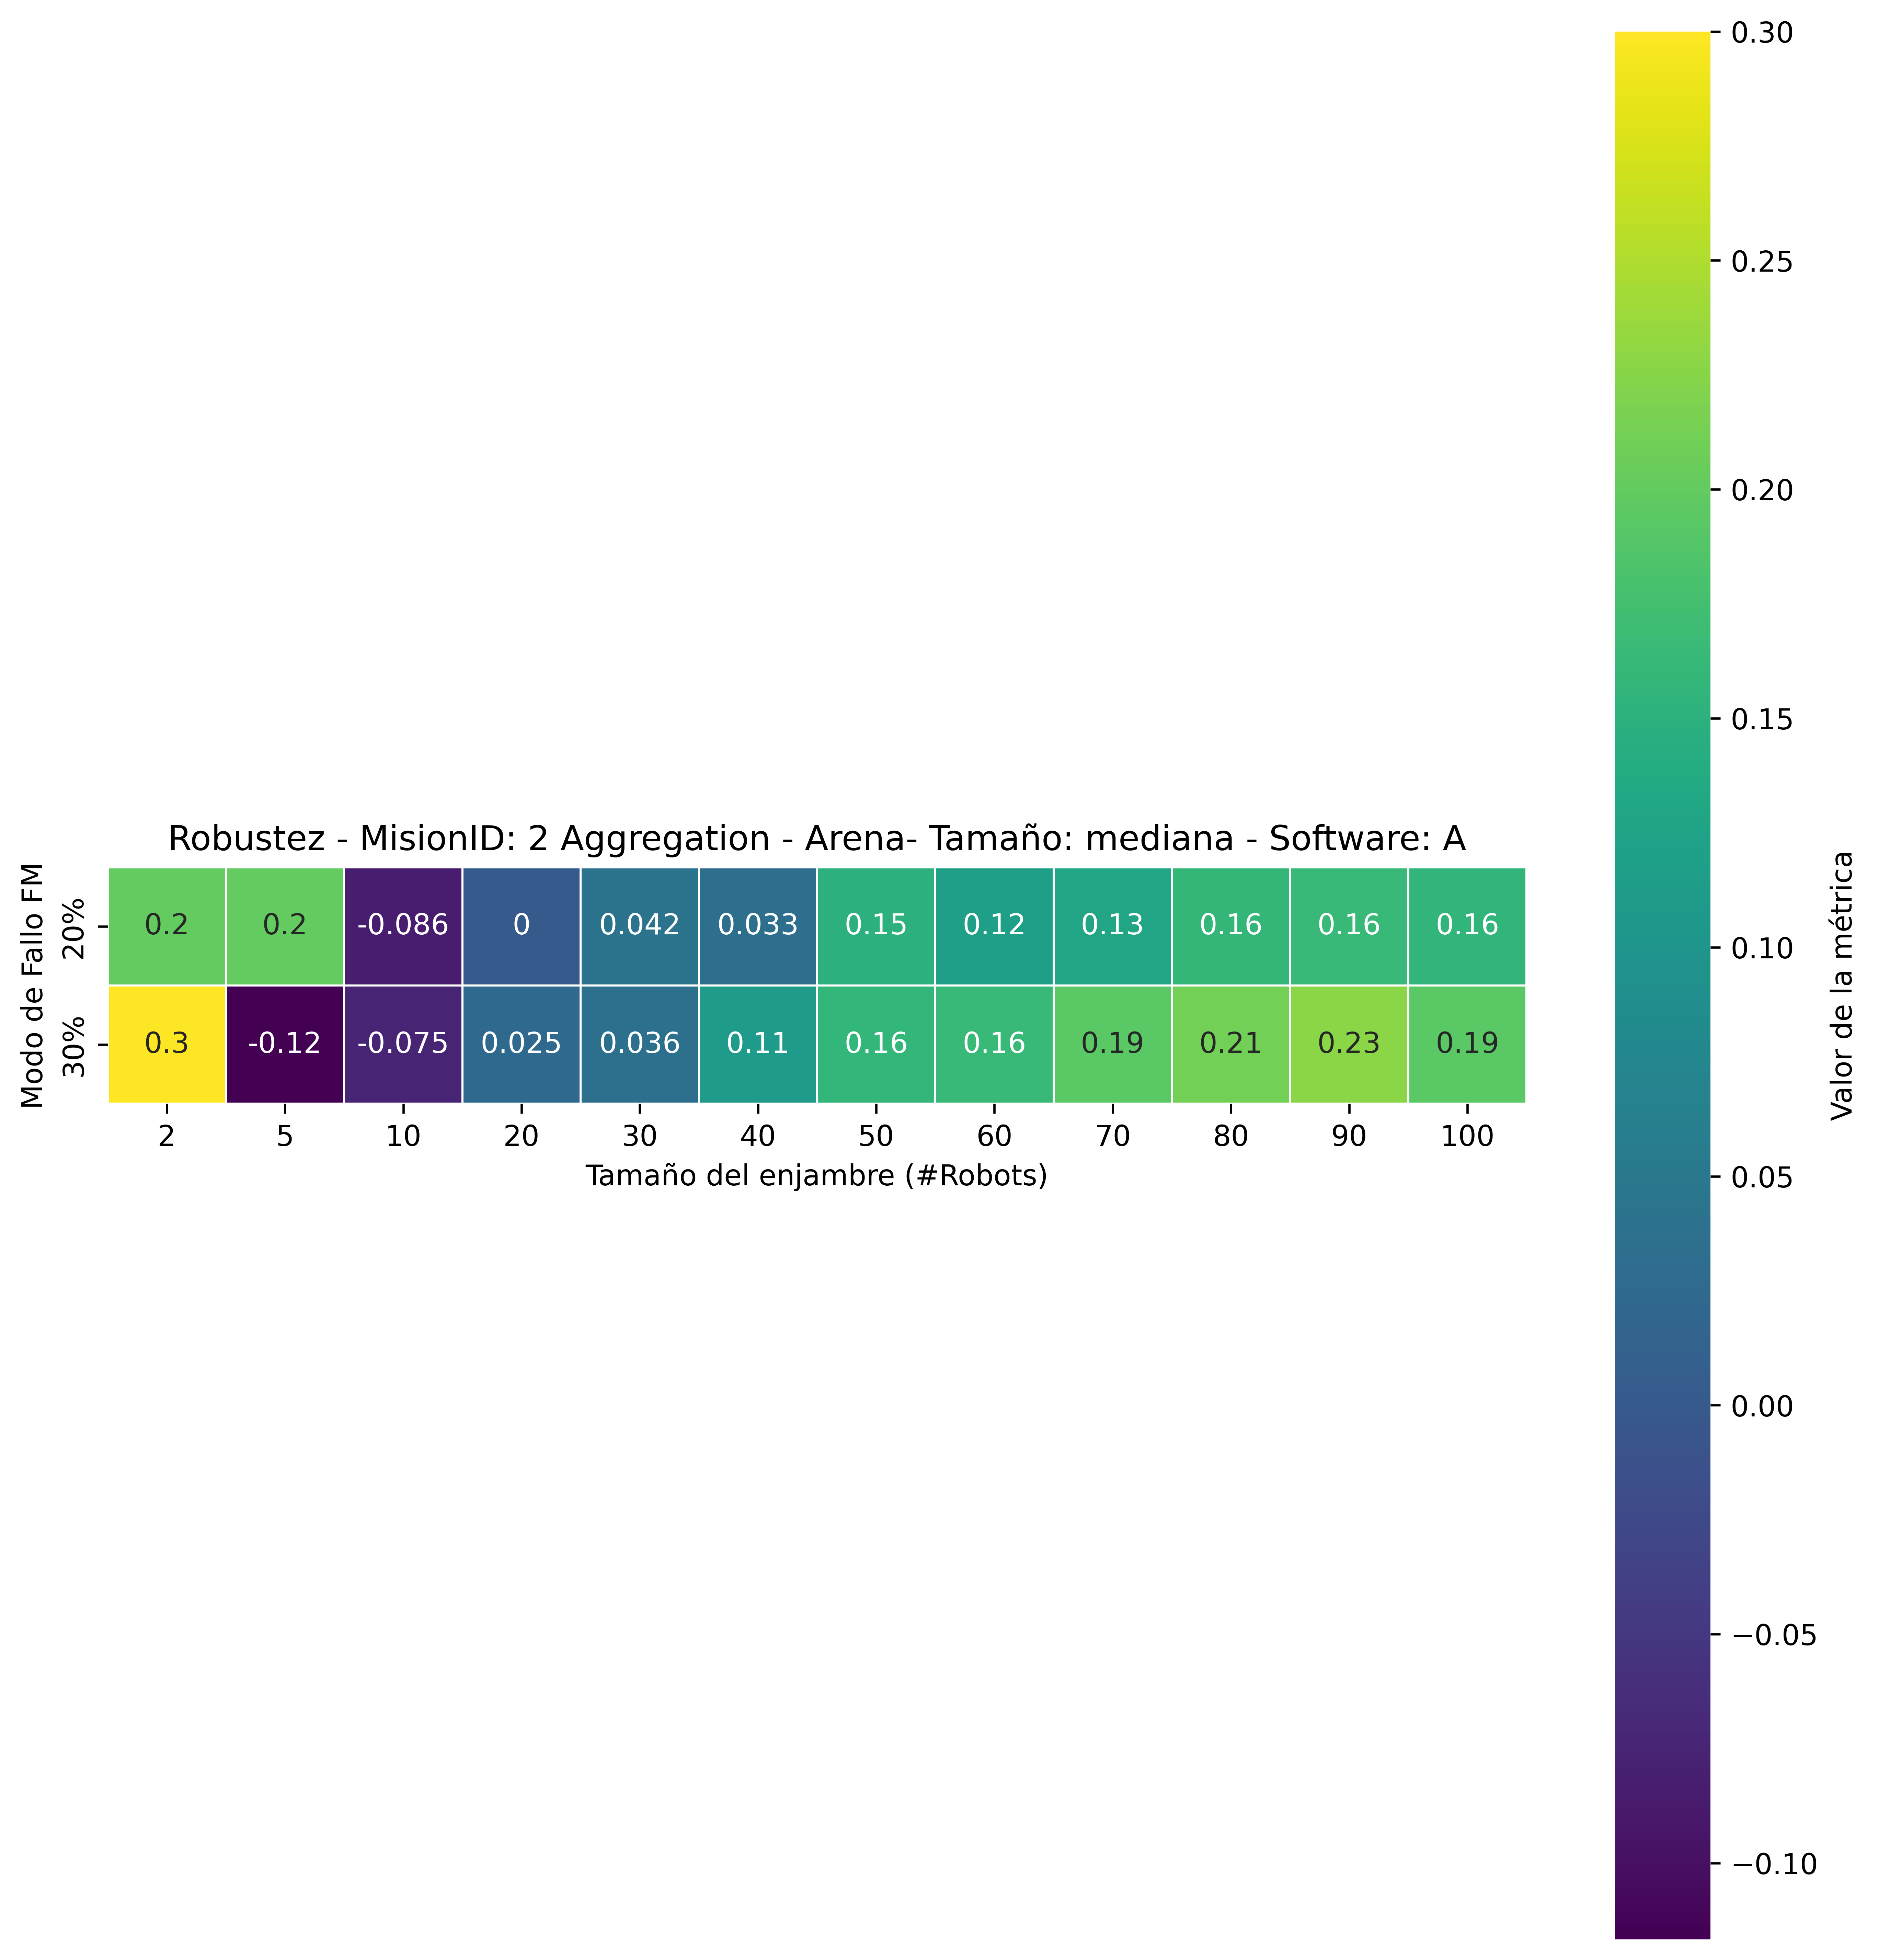 Robustez - MisionID: 2 Aggregation - Arena- Tamaño: mediana - Software: A
Modo de Fallo FM
20%
0.2 0.2 -0.086 0 0.042 0.033 0.15 0.12 0.13 0.16 0.16 0.16
30%
0.3 -0.12 -0.075 0.025 0.036 0.11 0.16 0.16 0.19 0.21 0.23 0.19
2 5 10 20 30 40 50 60 70 80 90 100
Tamaño del enjambre (#Robots)
0.30
0.25
0.20
0.15
0.10
0.05
0.00
−0.05
−0.10
Valor de la métrica